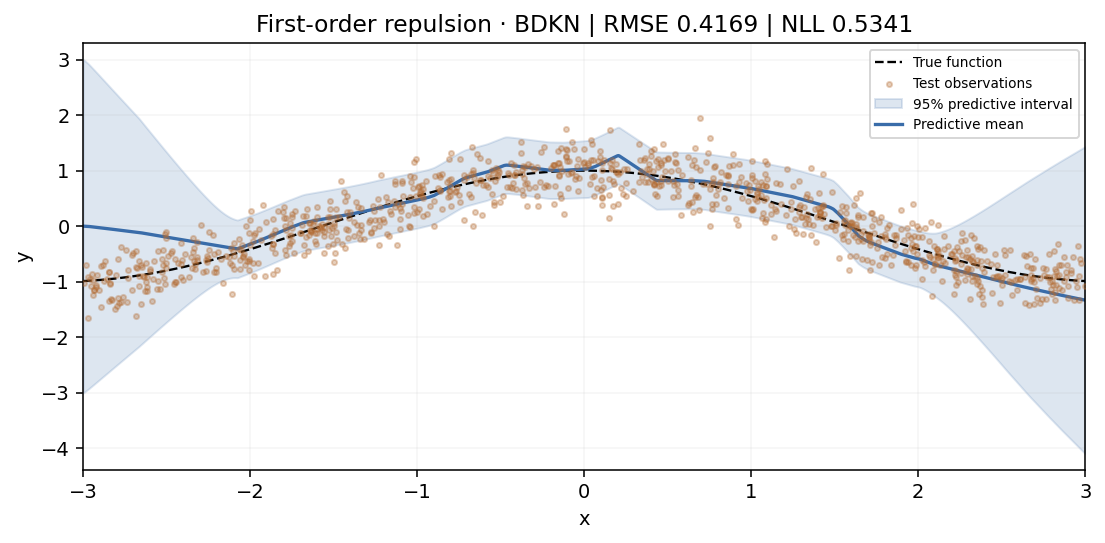 First-order repulsion · BDKN | RMSE 0.4169 | NLL 0.5341
True function
Test observations
95% predictive interval
Predictive mean
3
2
1
0
−1
−2
−3
−4
y
−3
−2
−1
0
1
2
3
x